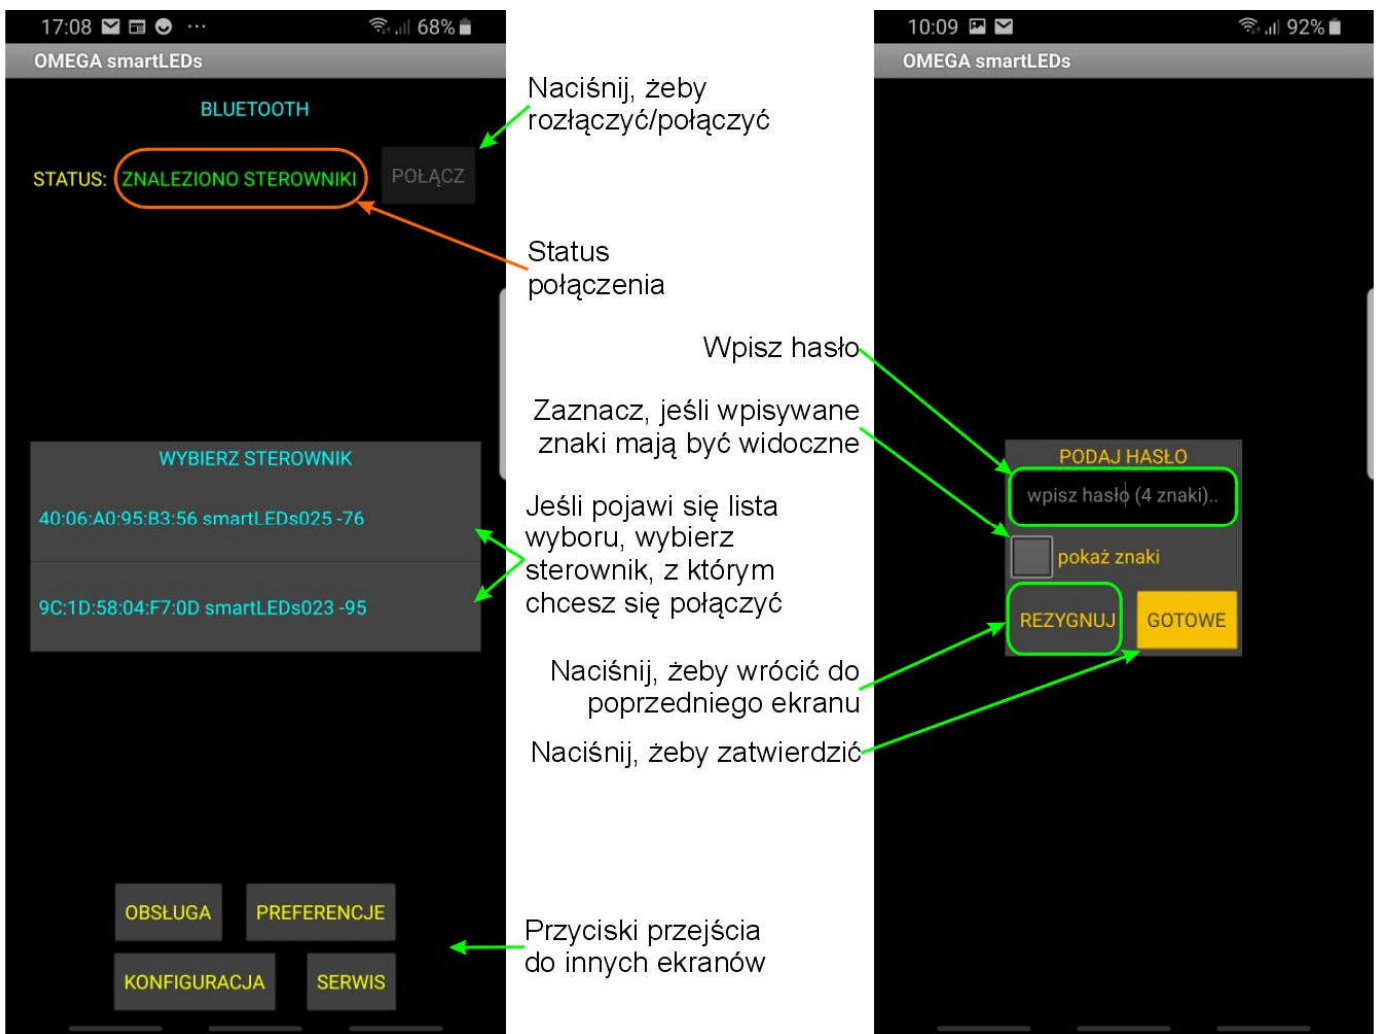 17:08
68%
OMEGA smartLEDs
BLUETOOTH
STATUS: ZNALEZIONO STEROWNIKI
POŁĄCZ
WYBIERZ STEROWNIK
40:06:A0:95:B3:56 smartLEDs025 -76
9C:1D:58:04:F7:0D smartLEDs023 -95
OBSŁUGA
PREFERENCJE
KONFIGURACJA
SERWIS
Naciśnij, żeby
rozłączyć/połączyć
Status
połączenia
Wpisz hasło
Zaznacz, jeśli wpisywane
znaki mają być widoczne
Jeśli pojawi się lista
wyboru, wybierz
sterownik, z którym
chcesz się połączyć
Naciśnij, żeby wrócić do
poprzedniego ekranu
Naciśnij, żeby zatwierdzić
Przyciski przejścia
do innych ekranów
10:09
92%
OMEGA smartLEDs
PODAJ HASŁO
wpisz hasło (4 znaki)..
pokaż znaki
REZYGNUJ
GOTOWE